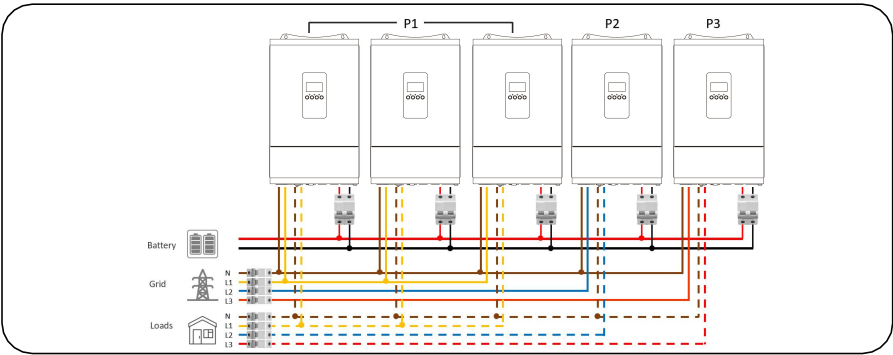 P1 P2 P3
Battery
Grid
N
L1
L2
L3
Loads
N
L1
L2
L3